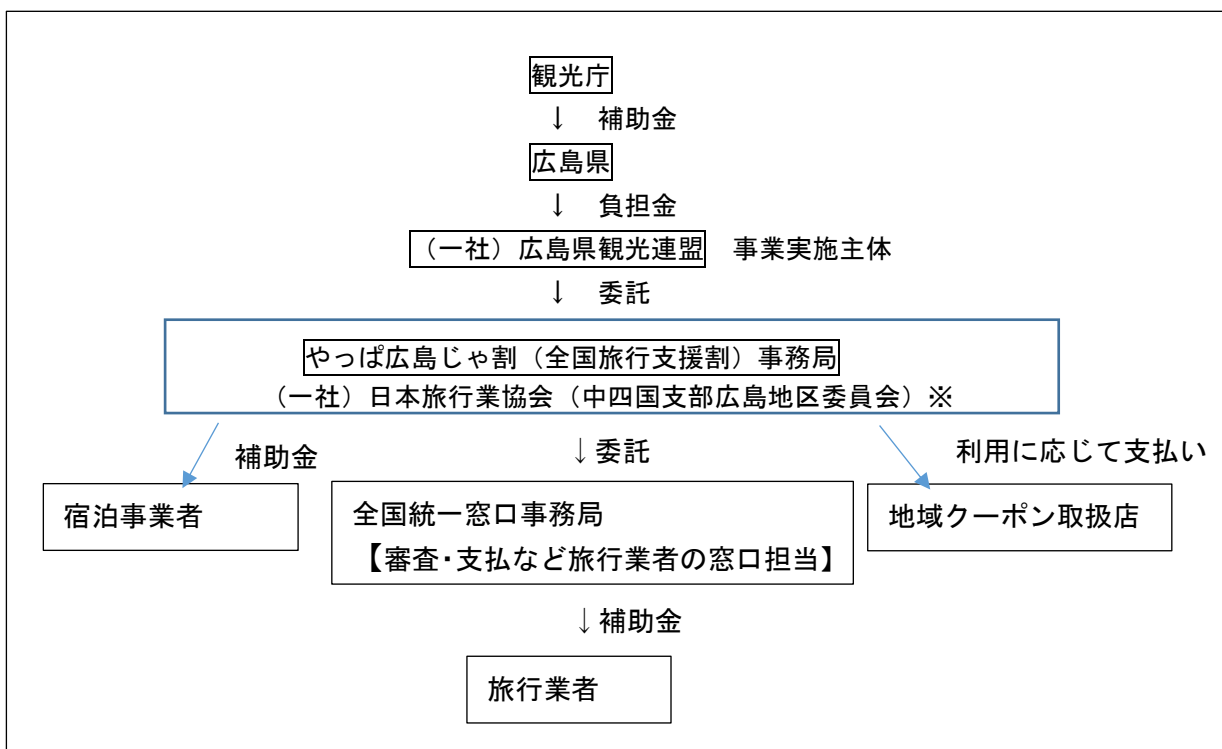 観光庁
↓ 補助金
広島県
↓ 負担金
（一社）広島県観光連盟 事業実施主体
↓ 委託
やっぱ広島じゃ割（全国旅行支援割）事務局
（一社）日本旅行業協会（中四国支部広島地区委員会）※
補助金
↓委託
利用に応じて支払い
宿泊事業者
全国統一窓口事務局
【審査・支払など旅行業者の窓口担当】
地域クーポン取扱店
↓補助金
旅行業者